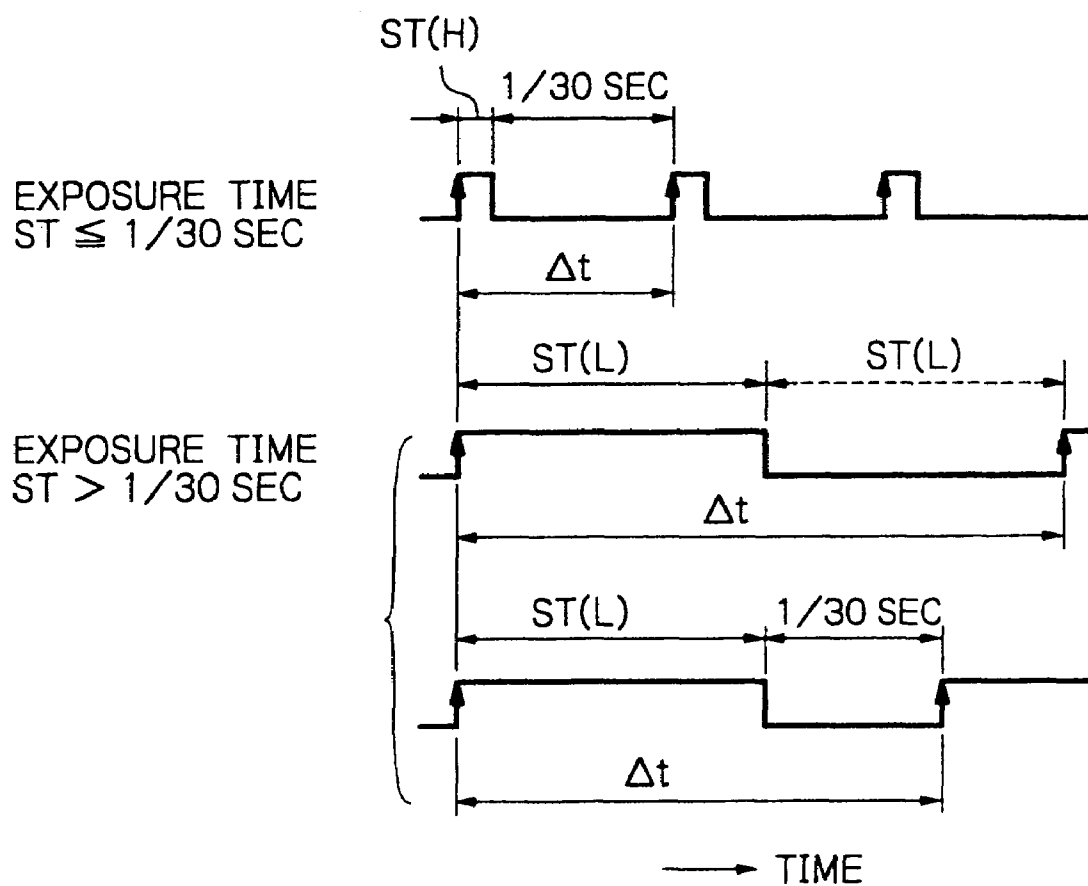 ST(H)
1/30 SEC
EXPOSURE TIME
ST ≦ 1/30 SEC
Δt
ST(L) ST(L)
EXPOSURE TIME
ST > 1/30 SEC
Δt
ST(L) 1/30 SEC
Δt
TIME